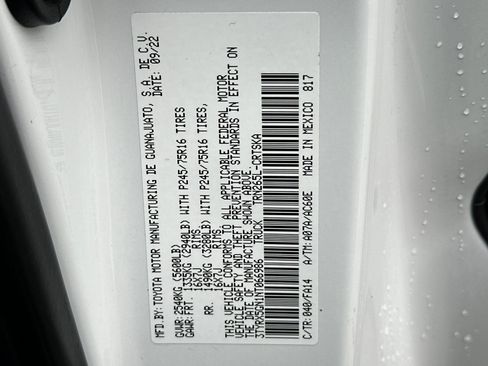 MFD.BY:TOYOTA MOTOR MANUFACTURING DE GUANAJUATO, S.A. DE C.V.
DATE: 09/22
GVWR:2540KG (5600LB)
GAWR:FRT. 1335KG (2940LB) WITH P245/75R16 TIRES
16X7J RIMS,
RR. 1490KG (3280LB) WITH P245/75R16 TIRES,
16X7J RIMS,
THIS VEHICLE CONFORMS TO ALL APPLICABLE FEDERAL MOTOR
VEHICLE SAFETY AND THEFT PREVENTION STANDARDS IN EFFECT ON
THE DATE OF MANUFACTURE SHOWN ABOVE.
TRUCK TRN265L-CRTSKA
C/TR:040/FA14 A/TM:A07A/AC60E MADE IN MEXICO 817